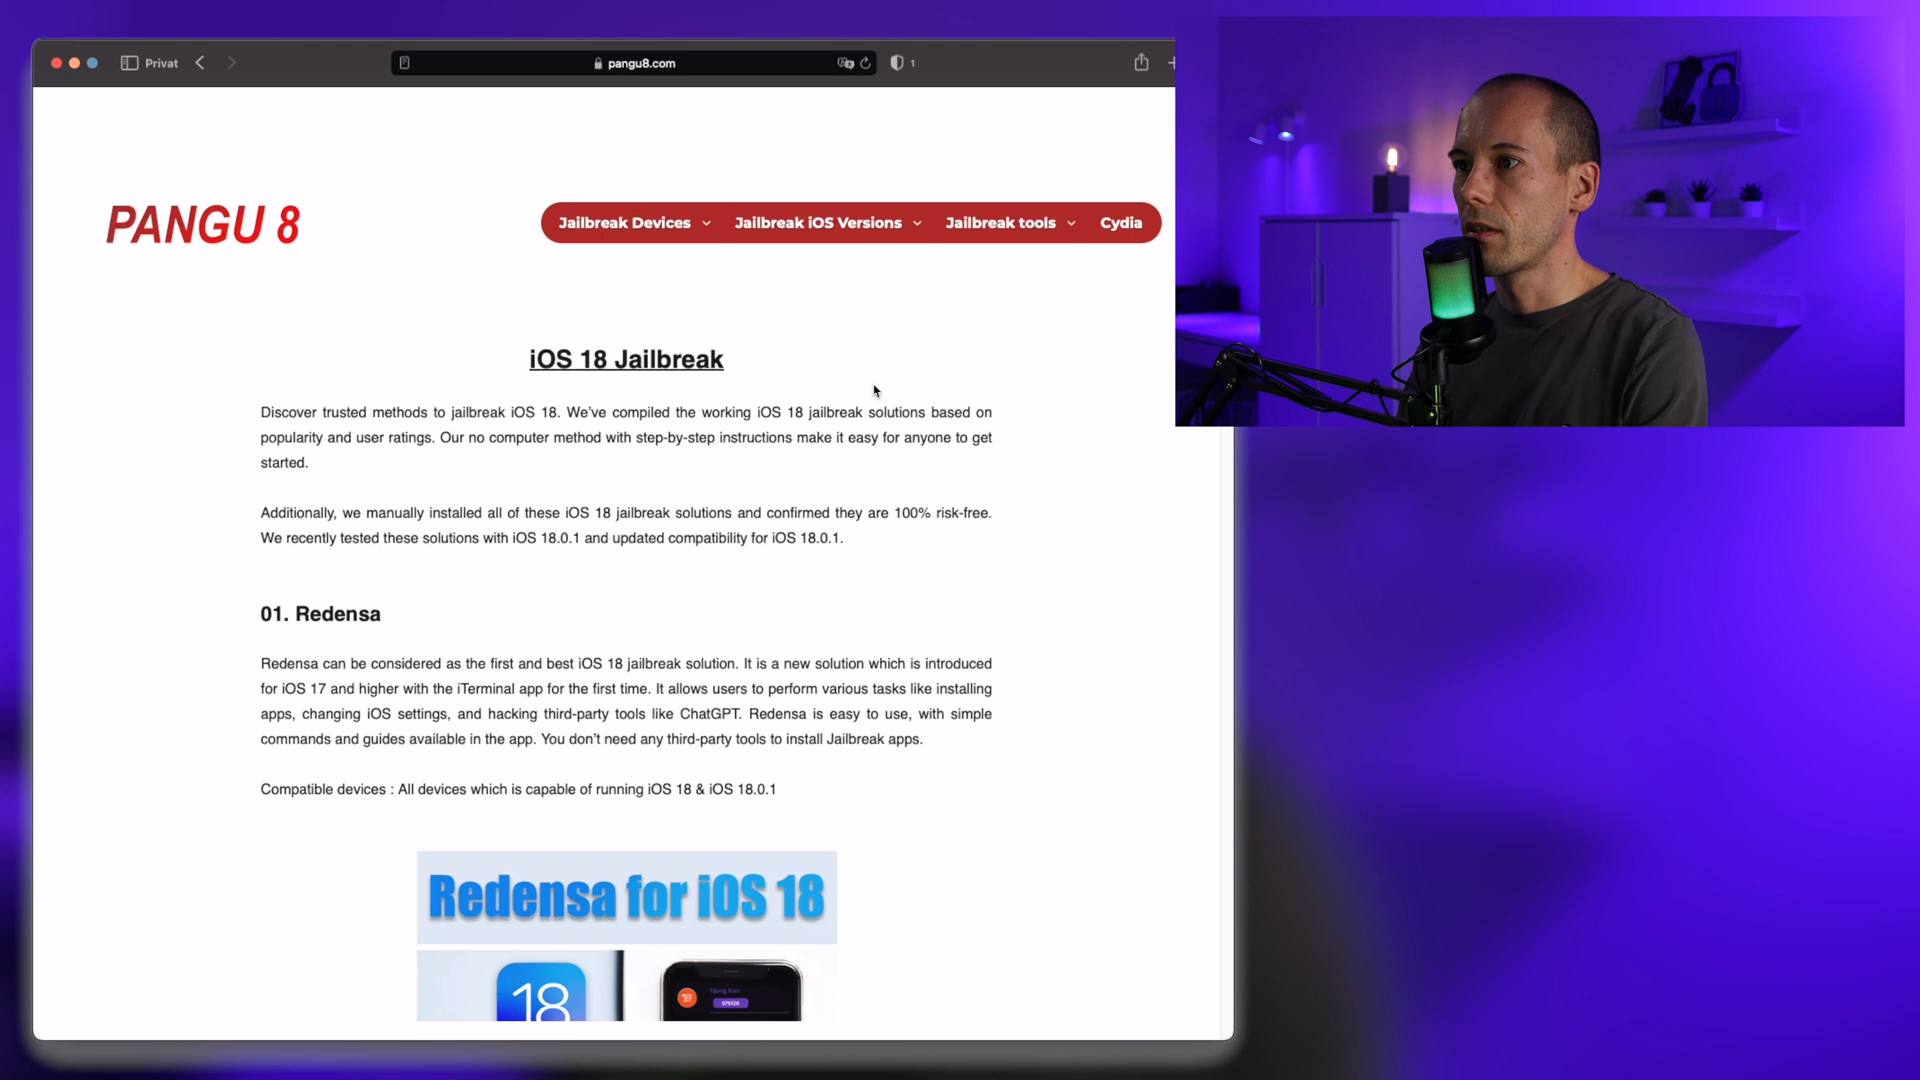 Privat
pangu8.com
1
PANGU 8
Jailbreak Devices
Jailbreak iOS Versions
Jailbreak tools
Cydia
iOS 18 Jailbreak
Discover trusted methods to jailbreak iOS 18. We’ve compiled the working iOS 18 jailbreak solutions based on
popularity and user ratings. Our no computer method with step-by-step instructions make it easy for anyone to get
started.
Additionally, we manually installed all of these iOS 18 jailbreak solutions and confirmed they are 100% risk-free.
We recently tested these solutions with iOS 18.0.1 and updated compatibility for iOS 18.0.1.
01. Redensa
Redensa can be considered as the first and best iOS 18 jailbreak solution. It is a new solution which is introduced
for iOS 17 and higher with the iTerminal app for the first time. It allows users to perform various tasks like installing
apps, changing iOS settings, and hacking third-party tools like ChatGPT. Redensa is easy to use, with simple
commands and guides available in the app. You don’t need any third-party tools to install Jailbreak apps.
Compatible devices : All devices which is capable of running iOS 18 & iOS 18.0.1
Redensa for iOS 18
18